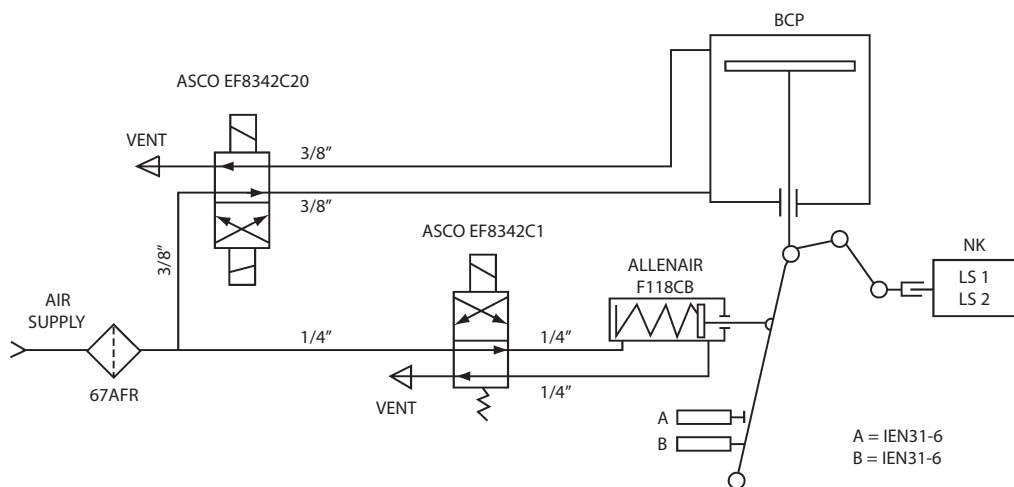 BCP
ASCO EF8342C20
VENT
3/8"
3/8"
3/8"
ASCO EF8342C1
NK
LS 1
LS 2
ALLENAIR
F118CB
AIR
SUPPLY
1/4"
1/4"
67AFR
VENT
1/4"
A
B
A = IEN31-6
B = IEN31-6